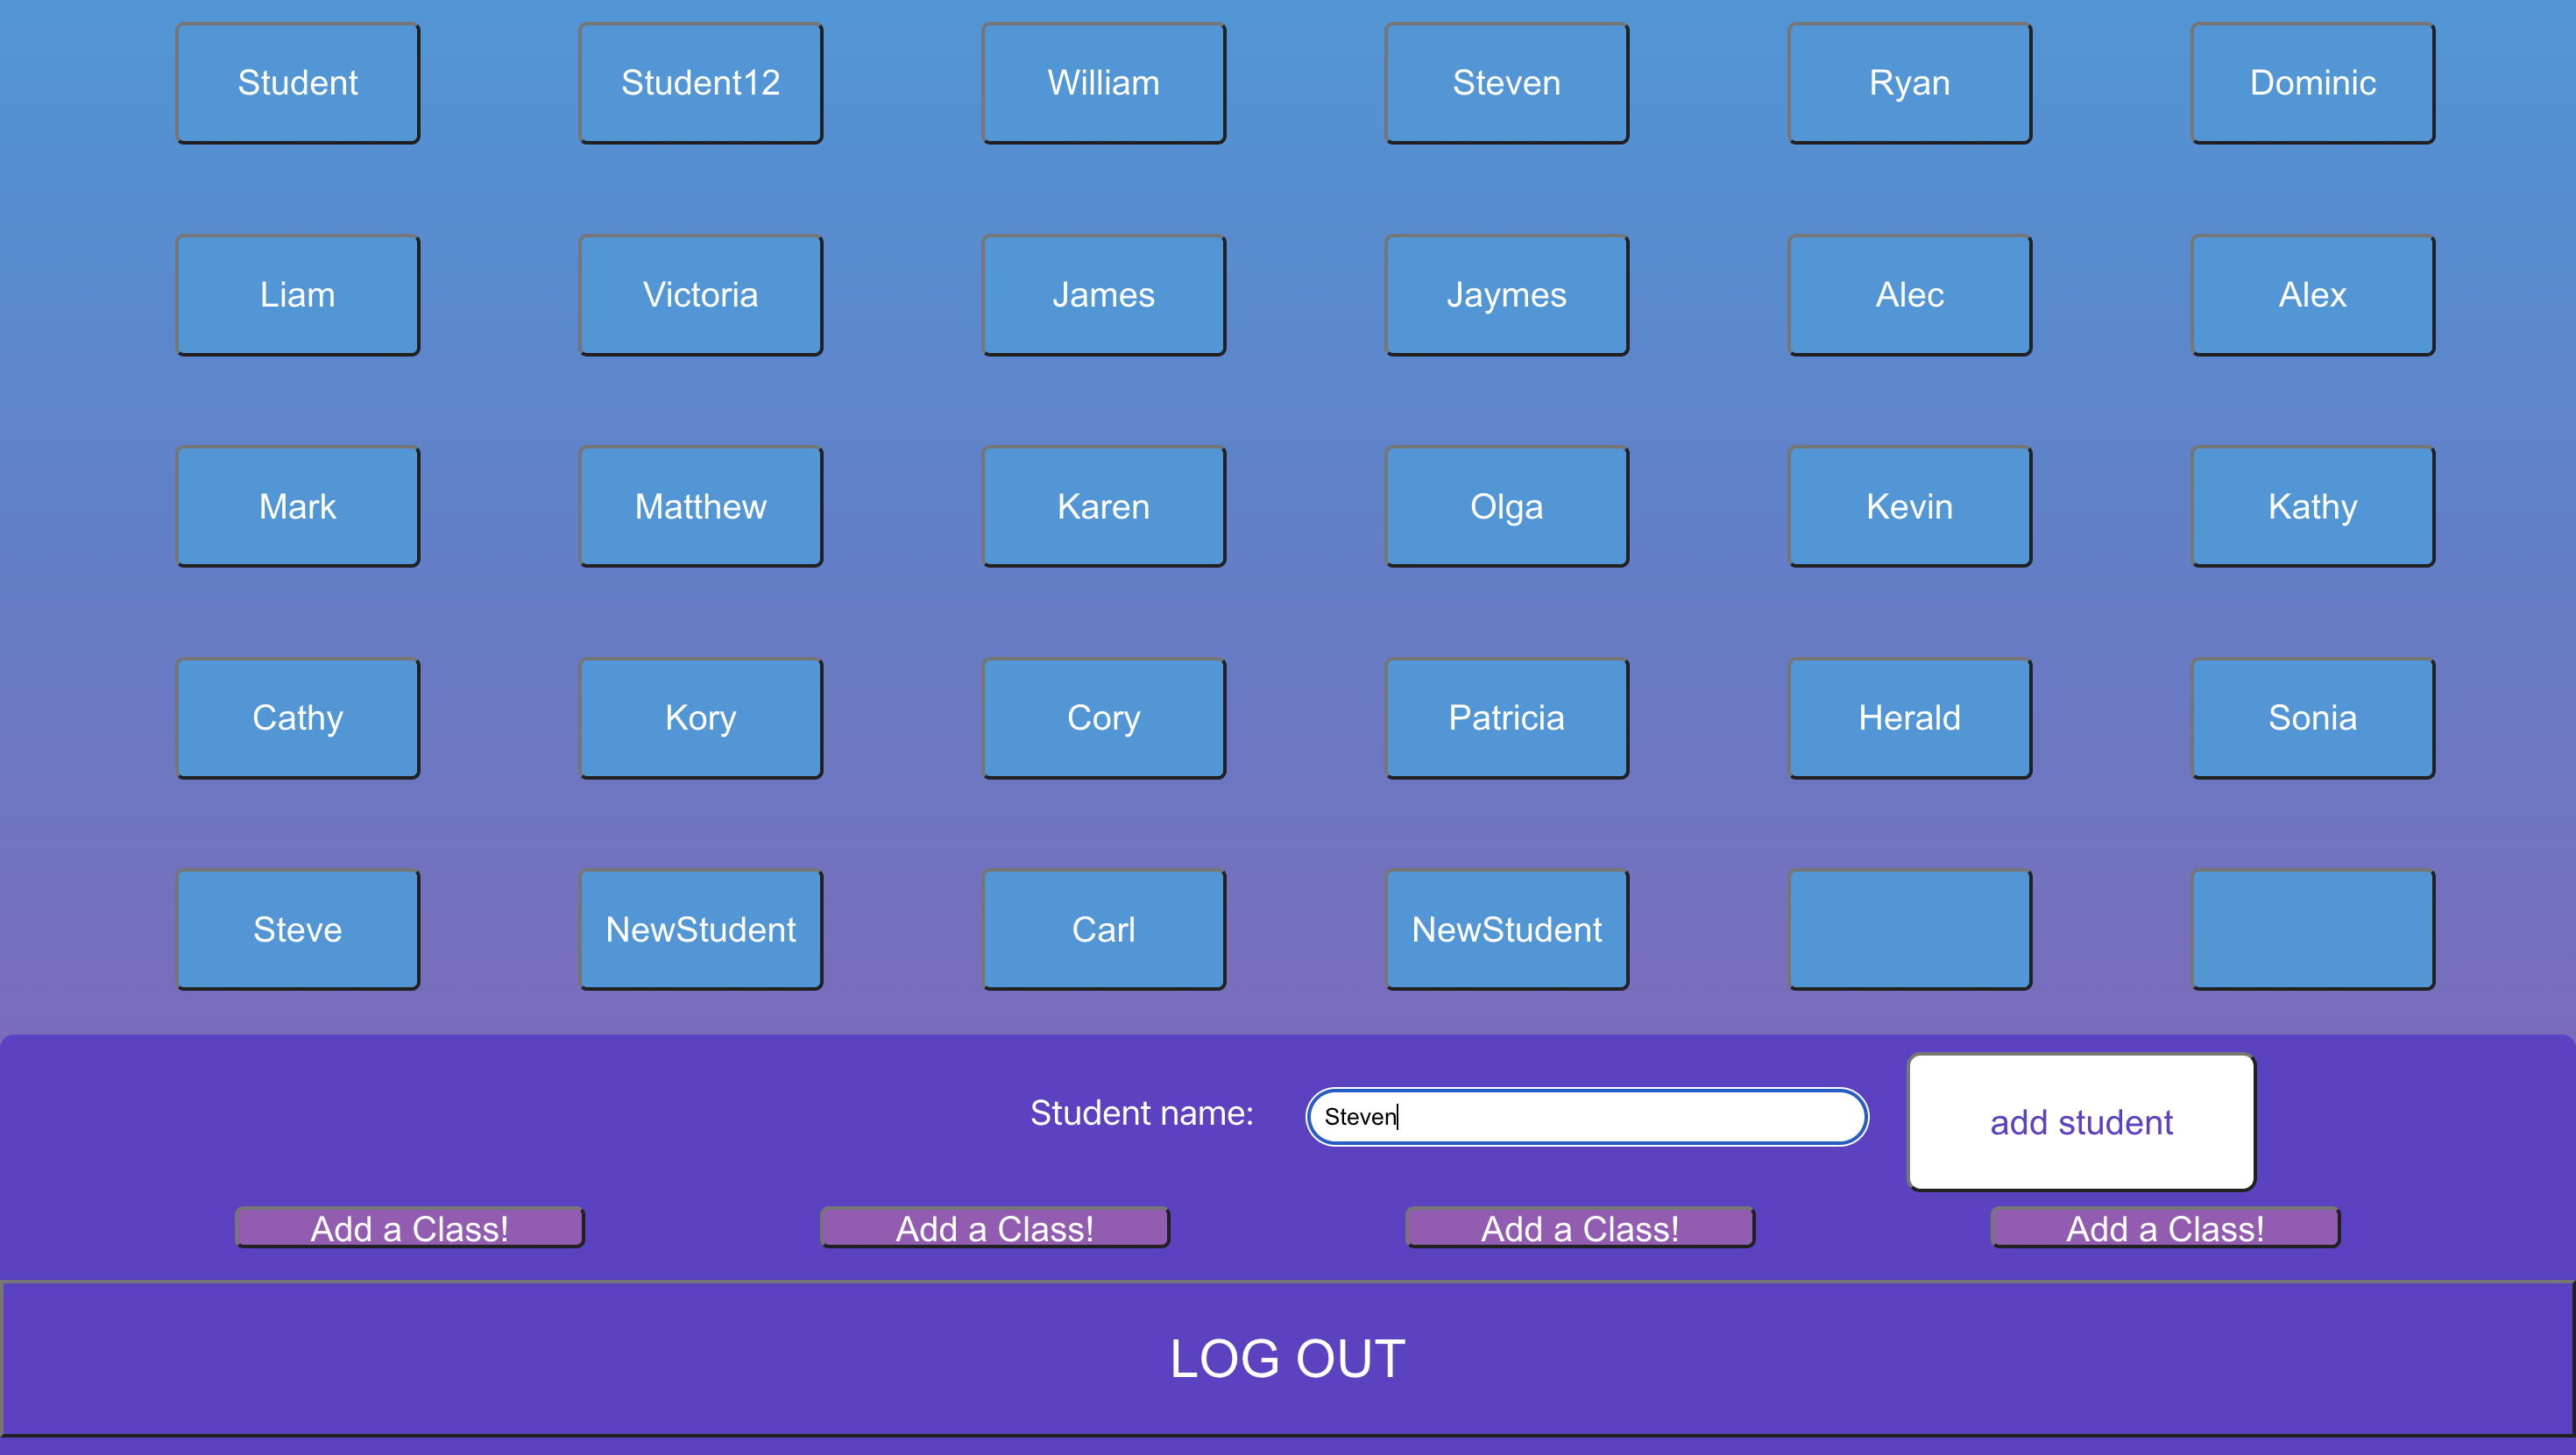 Student Student12 William Steven Ryan Dominic
Liam Victoria James Jaymes Alec Alex
Mark Matthew Karen Olga Kevin Kathy
Cathy Kory Cory Patricia Herald Sonia
Steve NewStudent Carl NewStudent
Student name: Steven add student
Add a Class! Add a Class! Add a Class! Add a Class!
LOG OUT